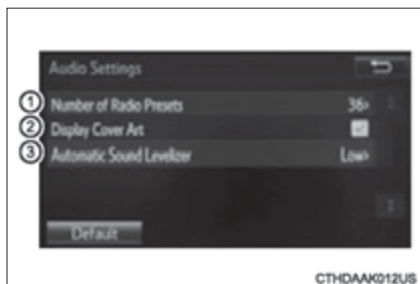 Audio Settings
1 Number of Radio Presets 36>
2 Display Cover Art
3 Automatic Sound Levelizer Low>
Default
CTHDAAK012US